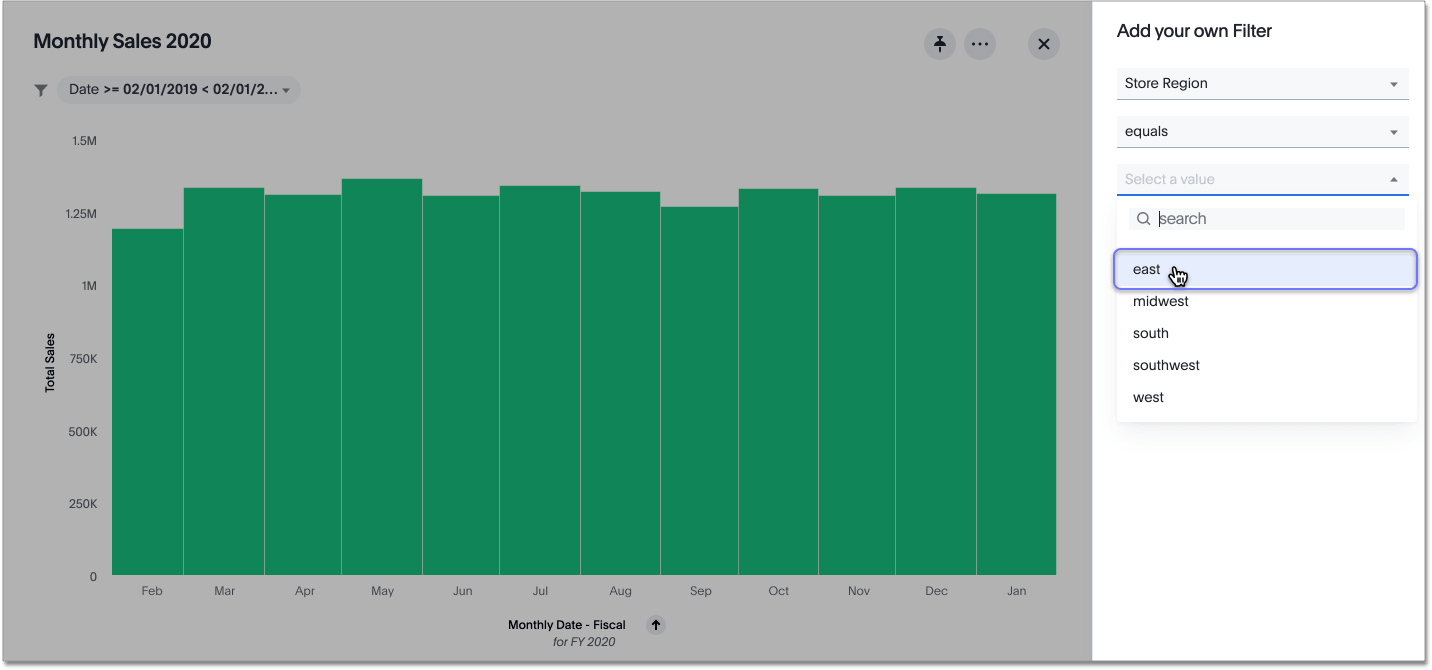 Monthly Sales 2020
Date >= 02/01/2019 < 02/01/2...
1.5M
1.25M
1M
750K
500K
250K
0
Total Sales
Feb Mar Apr May Jun Jul Aug Sep Oct Nov Dec Jan
Monthly Date - Fiscal
for FY 2020
Add your own Filter
Store Region
equals
Select a value
search
east
midwest
south
southwest
west